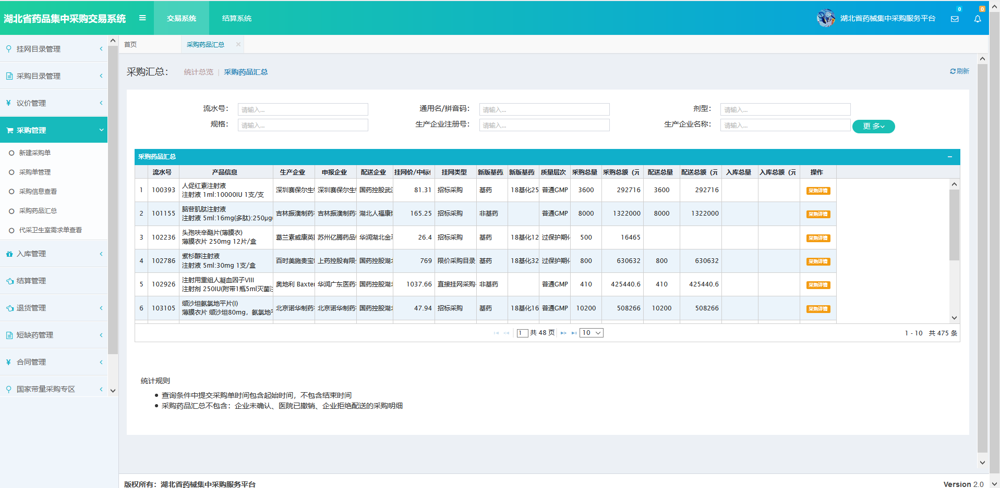 湖北省药品集中采购交易系统 交易系统 结算系统 湖北省药械集中采购服务平台 0 0
挂网目录管理
采购目录管理
议价管理
采购管理
新建采购单
采购单管理
采购信息查看
采购药品汇总
代采卫生室需求单查看
入库管理
结算管理
退货管理
短缺药管理
合同管理
国家带量采购专区
首页 采购药品汇总
采购汇总： 统计总览 | 采购药品汇总 刷新
流水号： 请输入... 通用名/拼音码： 请输入... 剂型： 请输入...
规格： 请输入... 生产企业注册号： 请输入... 生产企业名称： 请输入... 更多
采购药品汇总
流水号 产品信息 生产企业 申报企业 配送企业 挂网价/中标 挂网类型 新版基药 新版基药 质量层次 采购总量 采购总额（元 配送总量 配送总额（元 入库总量 入库总额（元 操作
1 100393 人促红素注射液
注射液 1ml:10000IU 1支/支 深圳赛保尔生 深圳赛保尔生 国药控股武 81.31 招标采购 基药 18基化25 普通GMP 3600 292716 3600 292716 采购详情
2 101155 脑苷肌肽注射液
注射液 5ml:16mg(多肽):250μg 吉林振澳制药 吉林振澳制药 湖北人福康 165.25 招标采购 非基药 普通GMP 8000 1322000 8000 1322000 采购详情
3 102236 头孢呋辛酯片(薄膜衣)
薄膜衣片 250mg 12片/盒 葛兰素威康英 苏州亿腾药品 华润湖北金 26.4 招标采购 基药 18基化12 过保护期 500 16465 采购详情
4 102786 紫杉醇注射液
注射液 5ml:30mg 1支/盒 百时美施贵宝 上药控股有限 国药控股湖 769 限价采购目录 基药 18基化32 过保护期 800 630632 800 630632 采购详情
5 102926 注射用重组人凝血因子VIII
注射剂 250IU(附带1瓶5ml灭菌 奥地利 Baxter 华润广东医药 国药控股湖 1037.66 直接挂网采购 非基药 普通GMP 410 425440.6 410 425440.6 采购详情
6 103105 缬沙坦氨氯地平片(I)
薄膜衣片 缬沙坦80mg，氨氯地 北京诺华制药 北京诺华制药 国药控股湖 47.94 招标采购 基药 18基化16 普通GMP 10200 508266 10200 508266 采购详情
1 共 48 页 10 1 - 10 共 475 条
统计规则
查询条件中提交采购单时间包含起始时间，不包含结束时间
采购药品汇总不包含：企业未确认、医院已撤销、企业拒绝配送的采购明细
版权所有：湖北省药械集中采购服务平台 Version 2.0